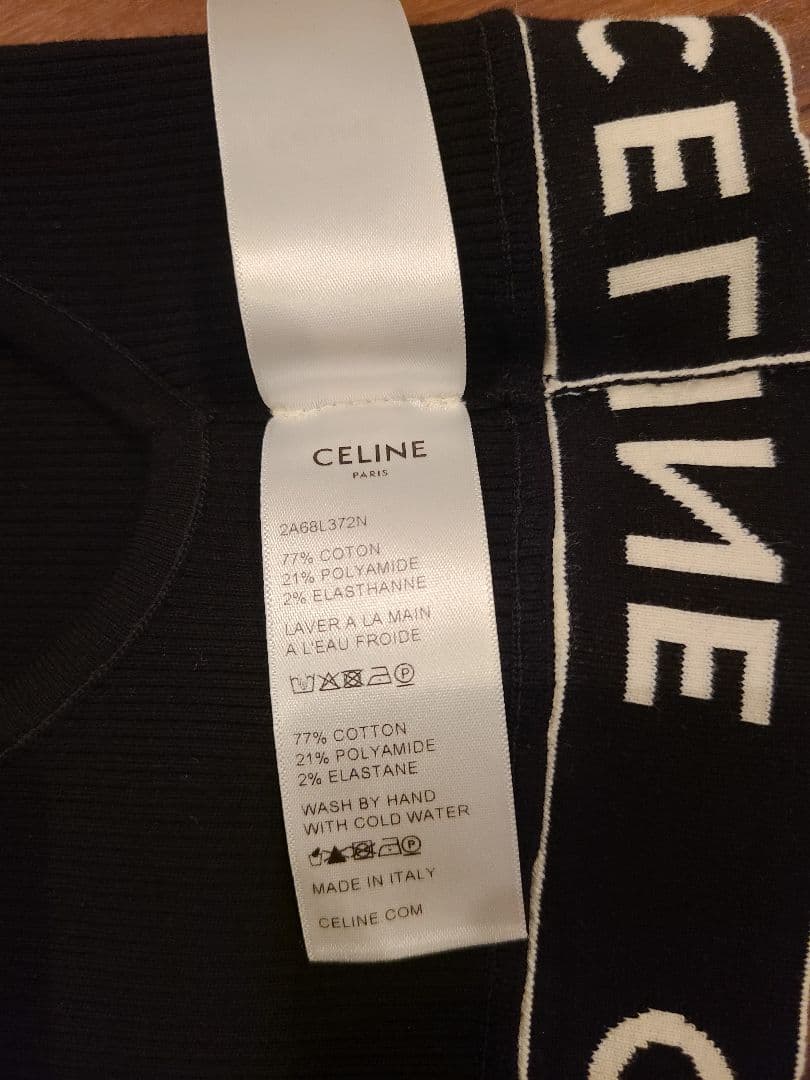 CELINE
PARIS
2A68L372N
77% COTON
21% POLYAMIDE
2% ELASTHANNE
LAVER A LA MAIN
A L'EAU FROIDE
P
77% COTTON
21% POLYAMIDE
2% ELASTANE
WASH BY HAND
WITH COLD WATER
P
MADE IN ITALY
CELINE.COM
CELINE
C